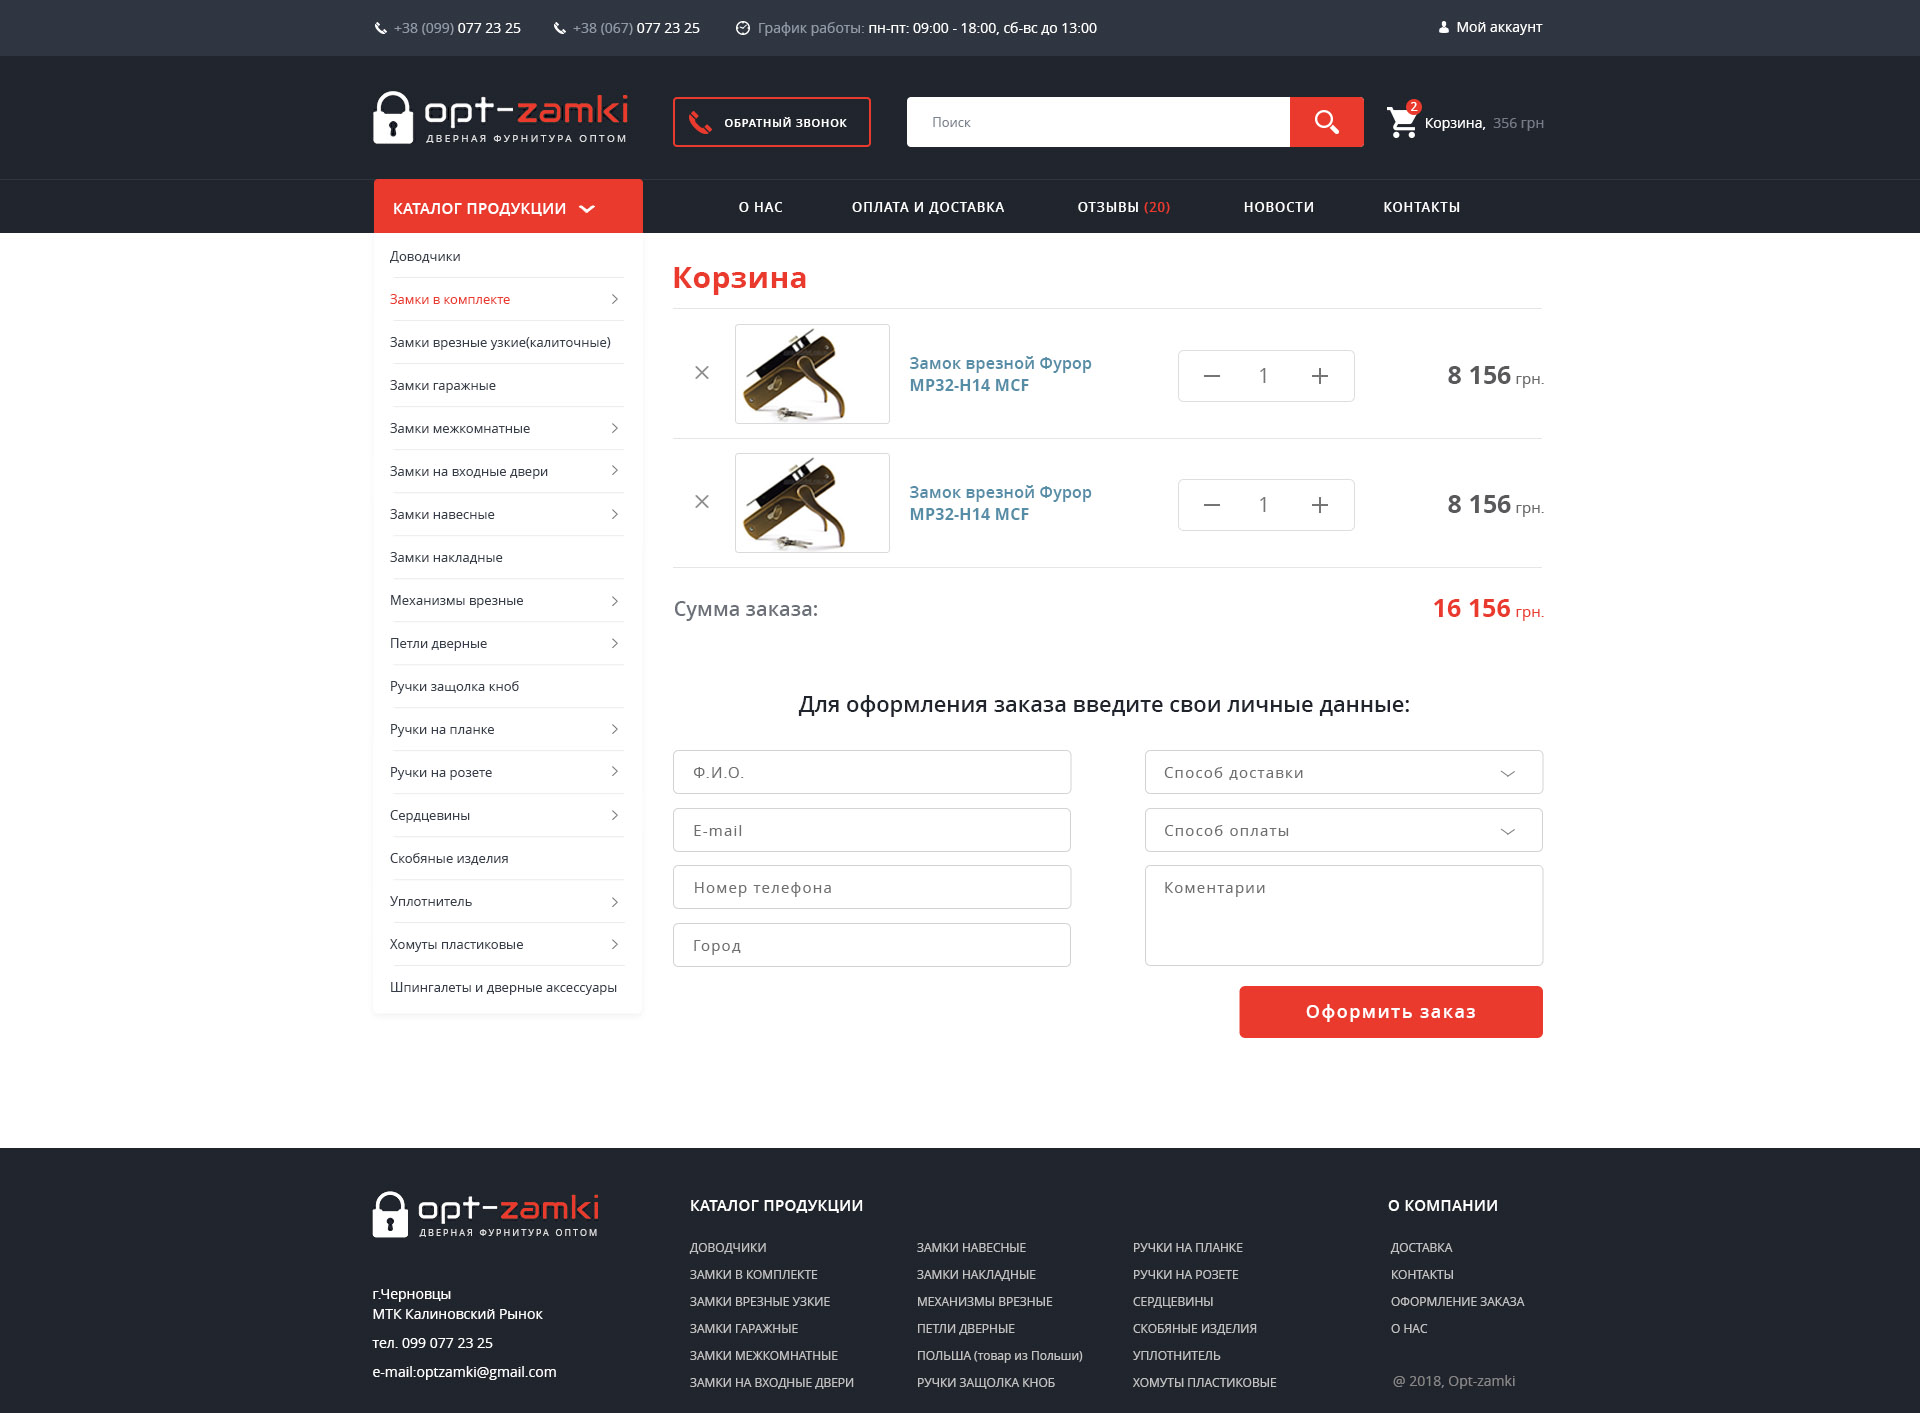 +38 (099) 077 23 25
+38 (067) 077 23 25
График работы: пн-пт: 09:00 - 18:00, сб-вс до 13:00
Мой аккаунт
opt-zamki
ДВЕРНАЯ ФУРНИТУРА ОПТОМ
ОБРАТНЫЙ ЗВОНОК
Поиск
2
Корзина, 356 грн
КАТАЛОГ ПРОДУКЦИИ
О НАС
ОПЛАТА И ДОСТАВКА
ОТЗЫВЫ (20)
НОВОСТИ
КОНТАКТЫ
Доводчики
Замки в комплекте
Замки врезные узкие(калиточные)
Замки гаражные
Замки межкомнатные
Замки на входные двери
Замки навесные
Замки накладные
Механизмы врезные
Петли дверные
Ручки защолка кноб
Ручки на планке
Ручки на розете
Сердцевины
Скобяные изделия
Уплотнитель
Хомуты пластиковые
Шпингалеты и дверные аксессуары
Корзина
Замок врезной Фурор
MP32-H14 MCF
1
8 156 грн.
Замок врезной Фурор
MP32-H14 MCF
1
8 156 грн.
Сумма заказа:
16 156 грн.
Для оформления заказа введите свои личные данные:
Ф.И.О.
E-mail
Номер телефона
Город
Способ доставки
Способ оплаты
Коментарии
Оформить заказ
opt-zamki
ДВЕРНАЯ ФУРНИТУРА ОПТОМ
г.Черновцы
МТК Калиновский Рынок
тел. 099 077 23 25
e-mail:optzamki@gmail.com
КАТАЛОГ ПРОДУКЦИИ
ДОВОДЧИКИ
ЗАМКИ В КОМПЛЕКТЕ
ЗАМКИ ВРЕЗНЫЕ УЗКИЕ
ЗАМКИ ГАРАЖНЫЕ
ЗАМКИ МЕЖКОМНАТНЫЕ
ЗАМКИ НА ВХОДНЫЕ ДВЕРИ
ЗАМКИ НАВЕСНЫЕ
ЗАМКИ НАКЛАДНЫЕ
МЕХАНИЗМЫ ВРЕЗНЫЕ
ПЕТЛИ ДВЕРНЫЕ
ПОЛЬША (товар из Польши)
РУЧКИ ЗАЩОЛКА КНОБ
РУЧКИ НА ПЛАНКЕ
РУЧКИ НА РОЗЕТЕ
СЕРДЦЕВИНЫ
СКОБЯНЫЕ ИЗДЕЛИЯ
УПЛОТНИТЕЛЬ
ХОМУТЫ ПЛАСТИКОВЫЕ
О КОМПАНИИ
ДОСТАВКА
КОНТАКТЫ
ОФОРМЛЕНИЕ ЗАКАЗА
О НАС
@ 2018, Opt-zamki